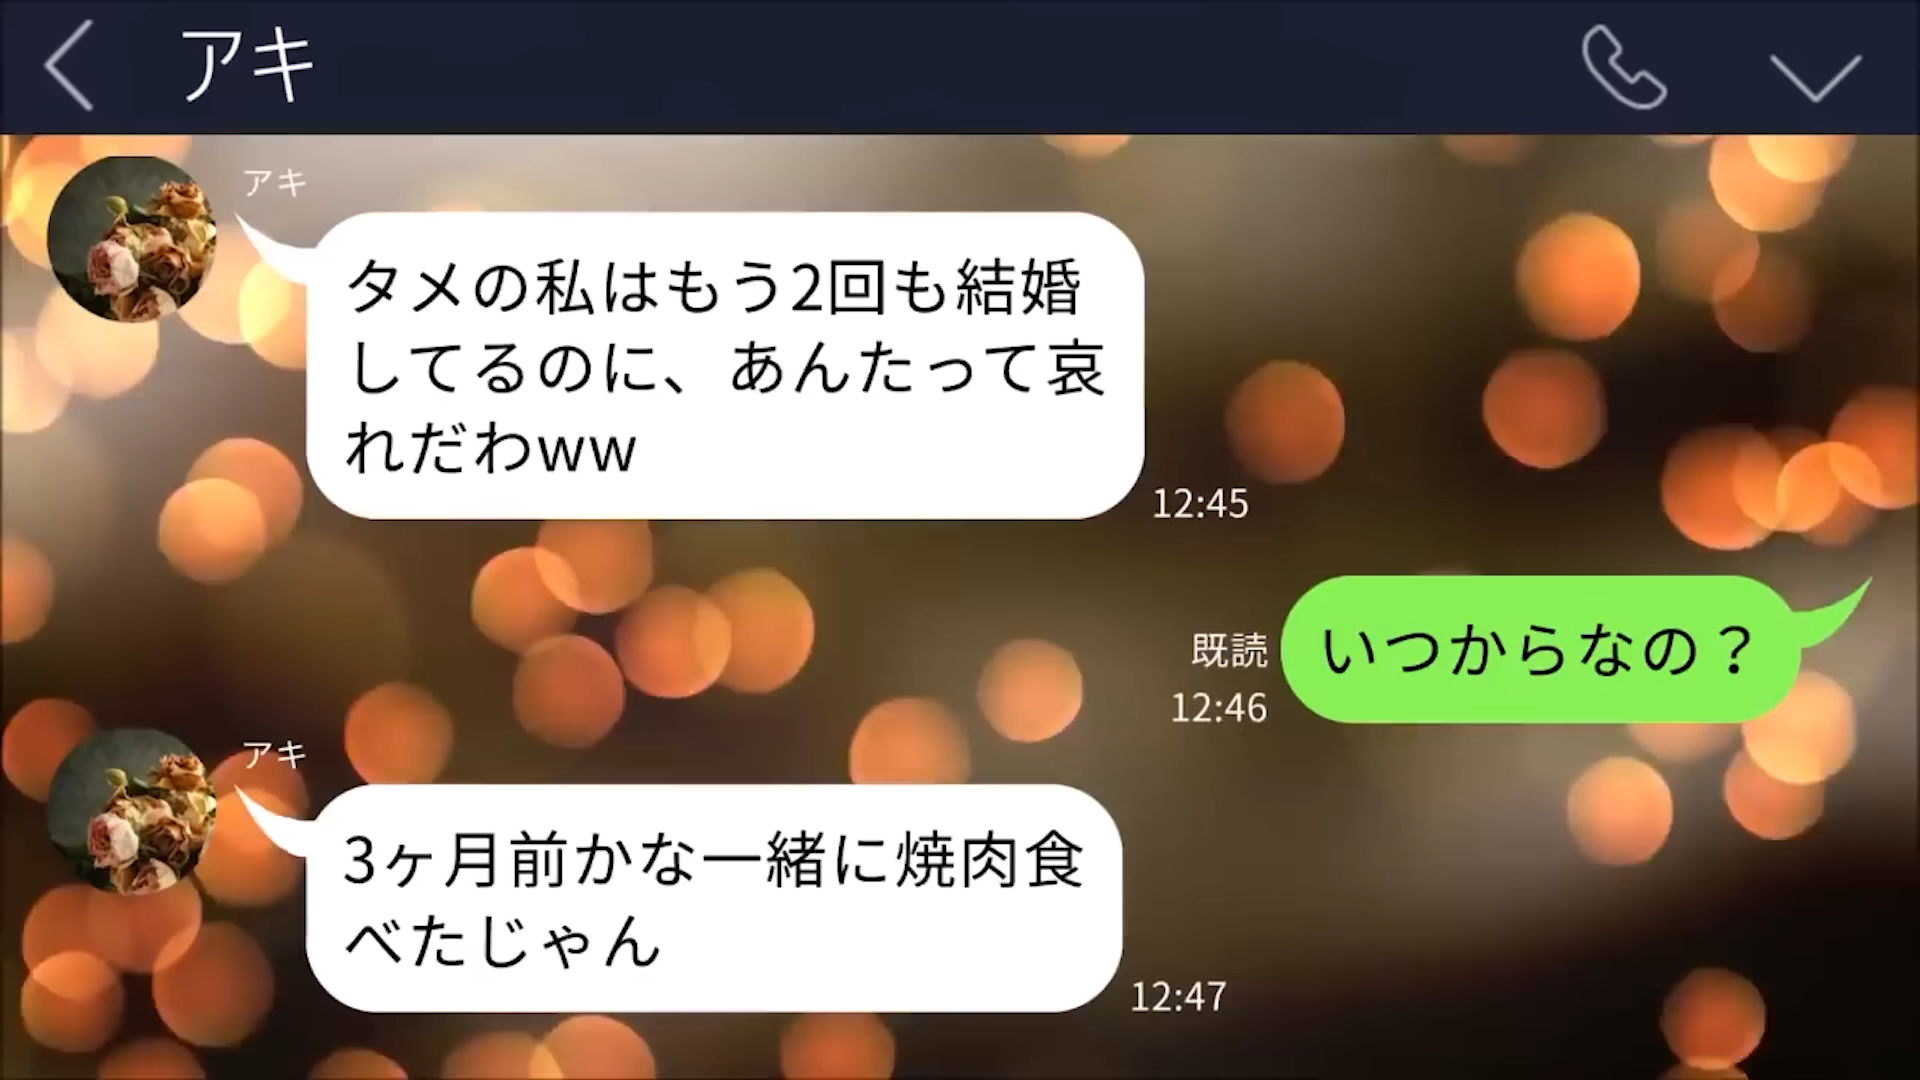 アキ
アキ
タメの私はもう2回も結婚
してるのに、あんたって哀
れだわww
12:45
いつからなの？
既読
12:46
アキ
3ヶ月前かな一緒に焼肉食
べたじゃん
12:47